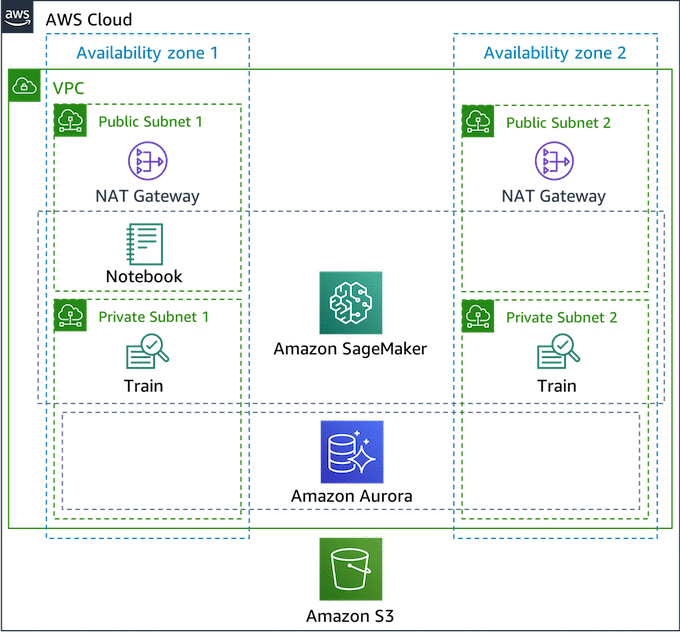 aws
AWS Cloud
Availability zone 1
Availability zone 2
VPC
Public Subnet 1
Public Subnet 2
NAT Gateway
NAT Gateway
Notebook
Private Subnet 1
Private Subnet 2
Amazon SageMaker
Train
Train
Amazon Aurora
Amazon S3